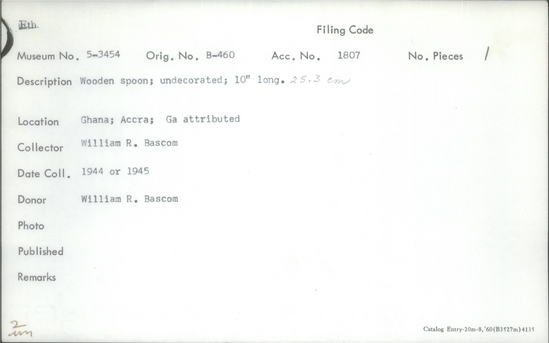 Eth.
Filing Code
Museum No. 5-3454 Orig. No. B-460 Acc. No. 1807 No. Pieces 1
Description Wooden spoon; undecorated; 10" long. 25.3 cm
Location Ghana; Accra; Ga attributed
Collector William R. Bascom
Date Coll. 1944 or 1945
Donor William R. Bascom
Photo
Published
Remarks
Catalog Entry-20m-8,'60(B3527m)4135